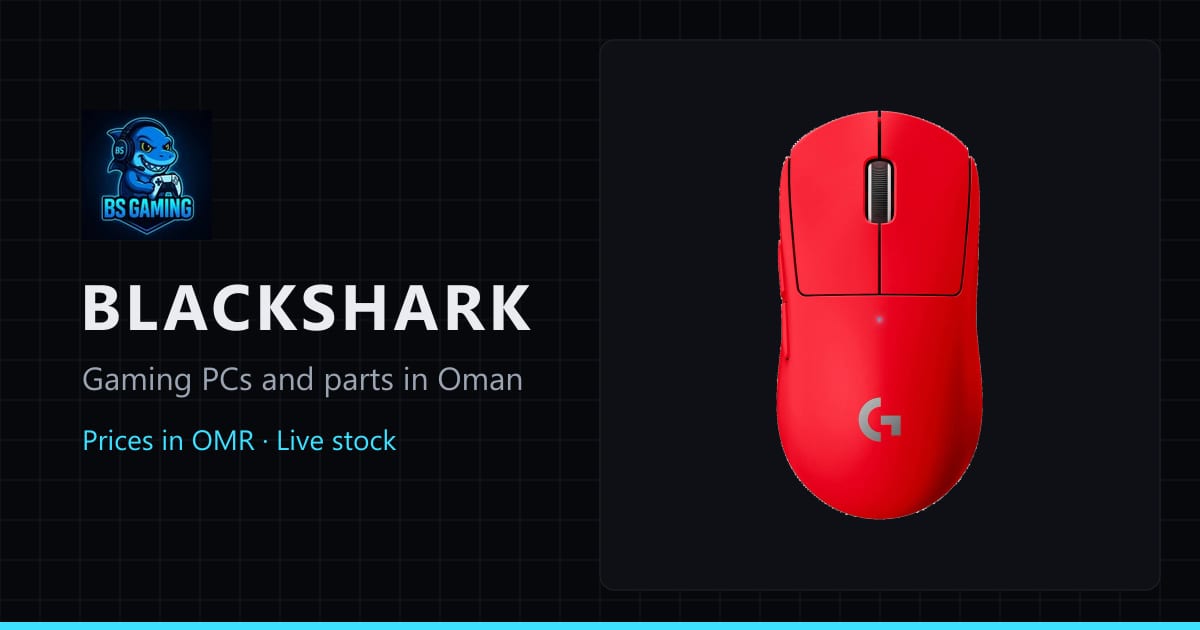 BS
BS GAMING
BLACKSHARK
Gaming PCs and parts in Oman
Prices in OMR · Live stock
G